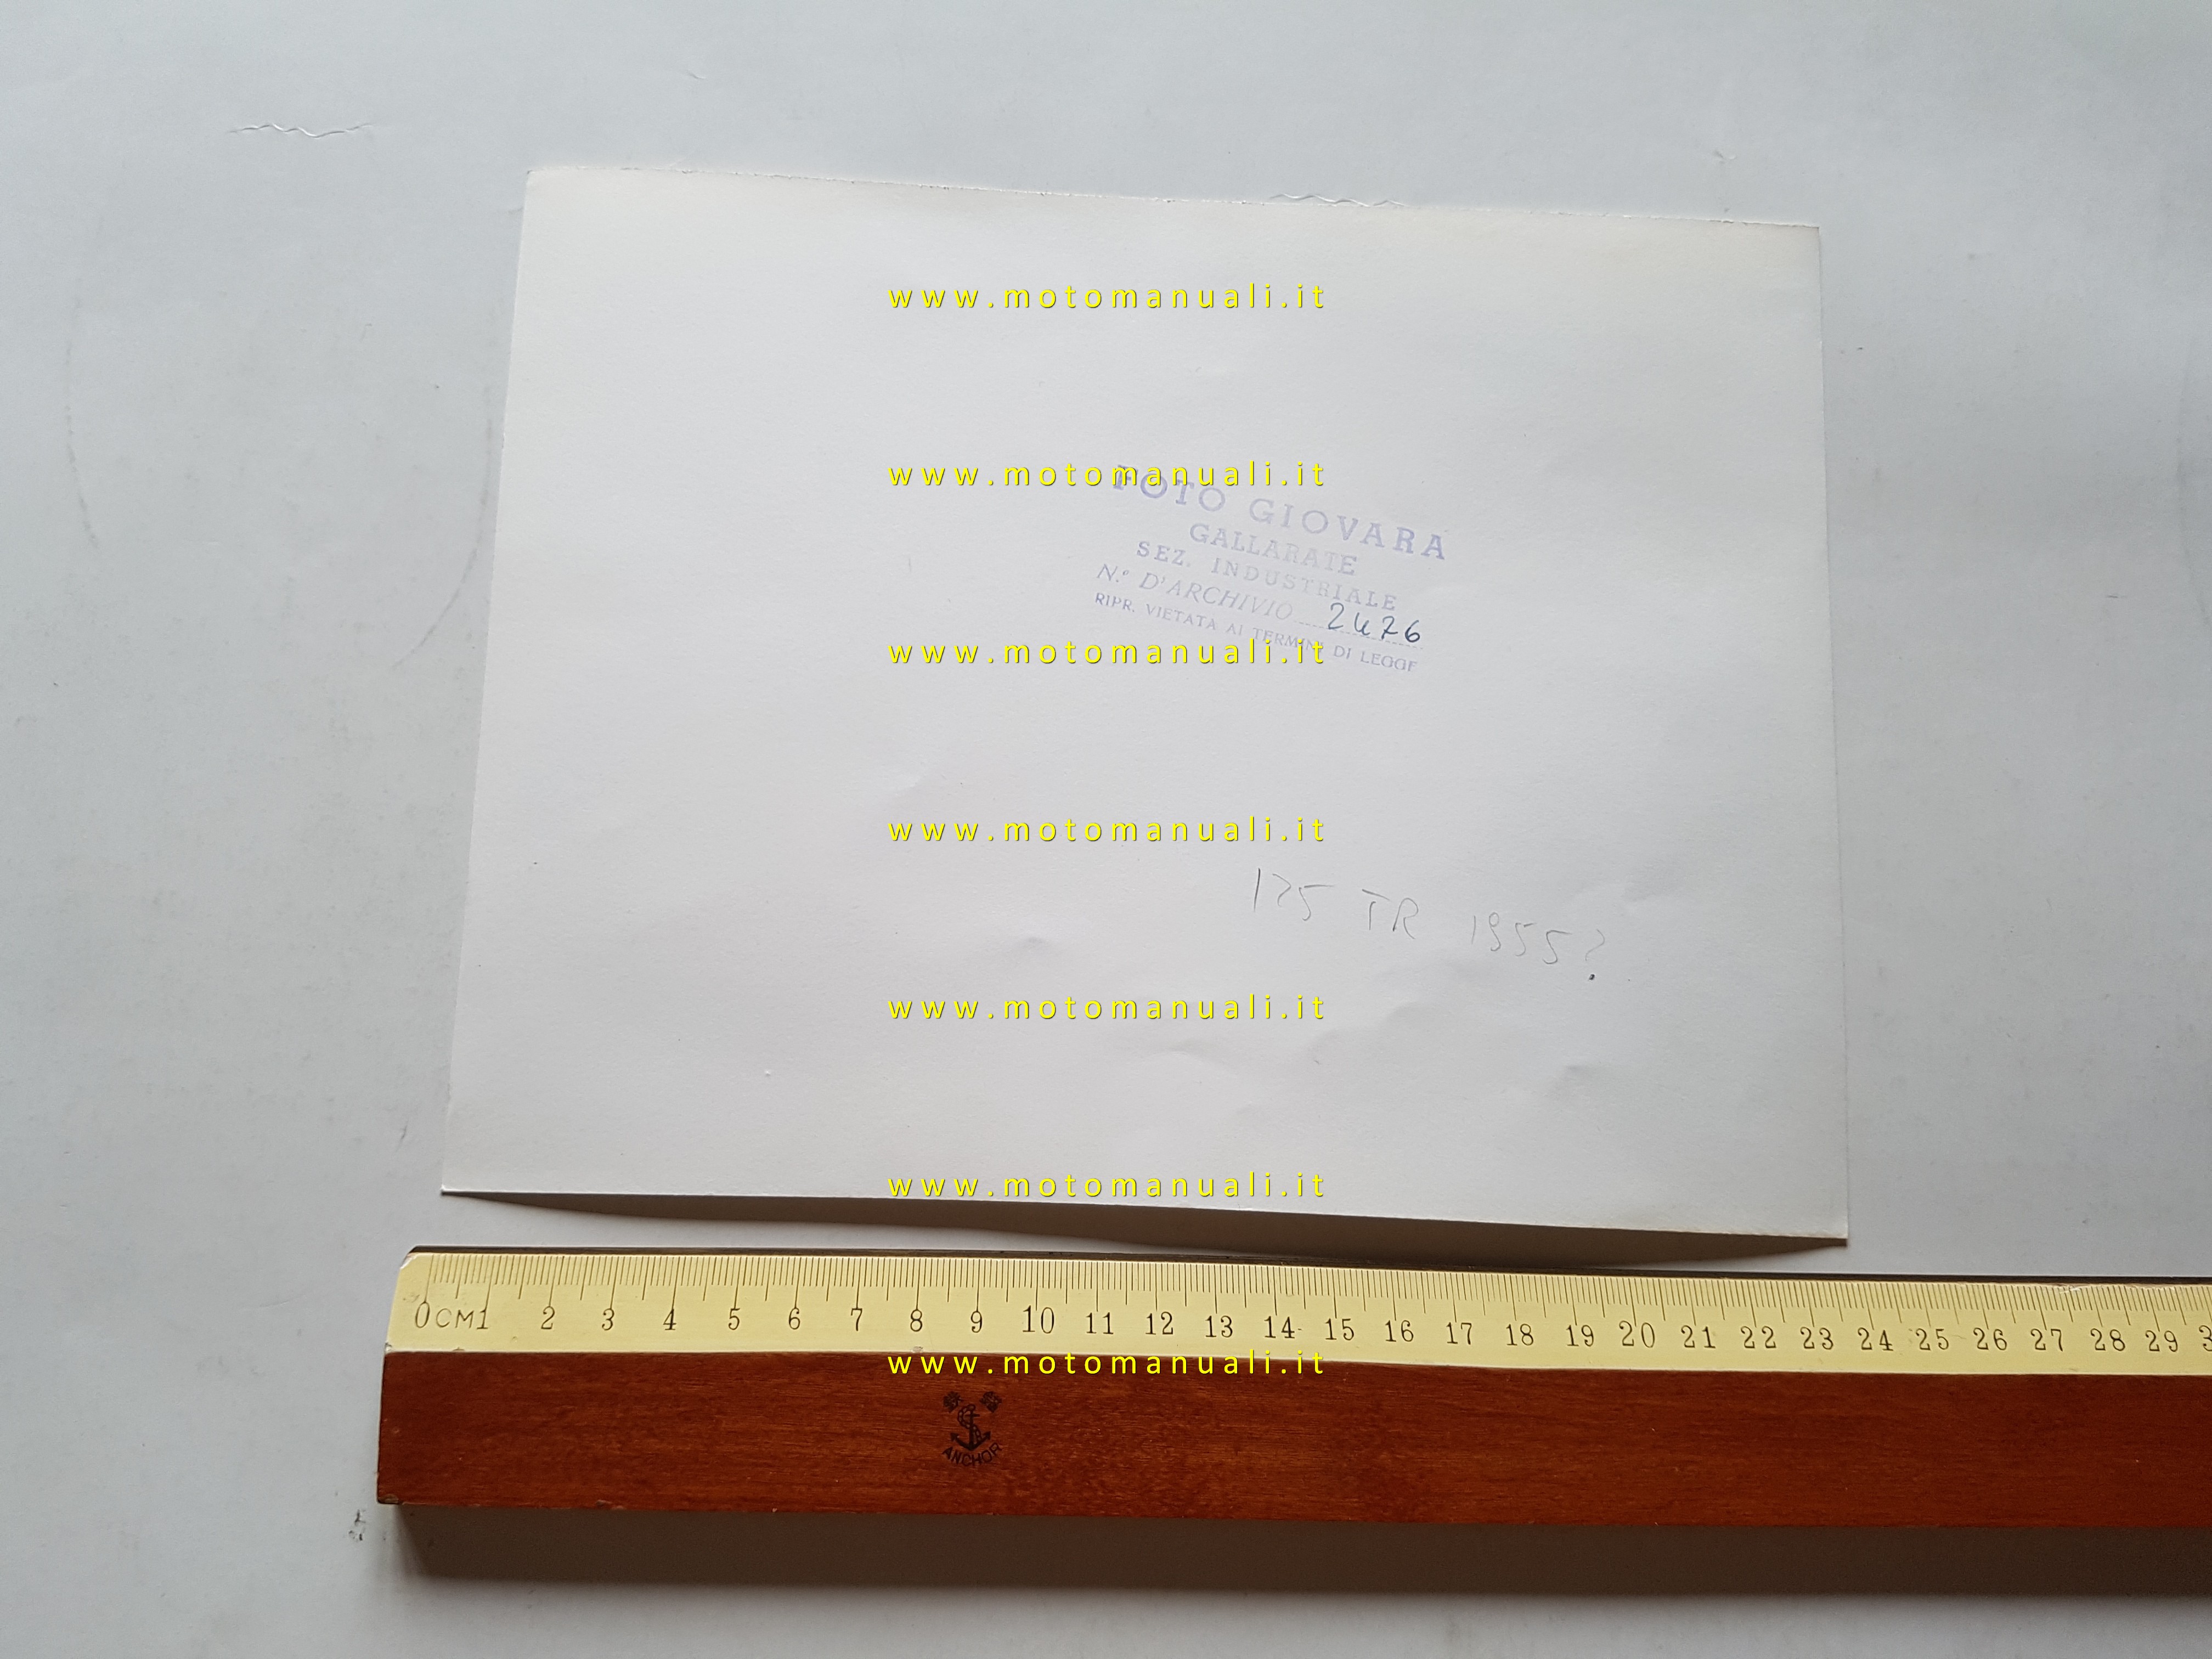 www.motomanuali.it
www.motomanuali.it
FOTO GIOVARA
GALLARATE
SEZ. INDUSTRIALE
N.º D'ARCHIVIO 2476
RIPR. VIETATA AI TERMINI DI LEGGE
www.motomanuali.it
www.motomanuali.it
125 TR 1955?
www.motomanuali.it
www.motomanuali.it
0CM1 2 3 4 5 6 7 8 9 10 11 12 13 14 15 16 17 18 19 20 21 22 23 24 25 26 27 28 29 3
www.motomanuali.it
ANCHOR